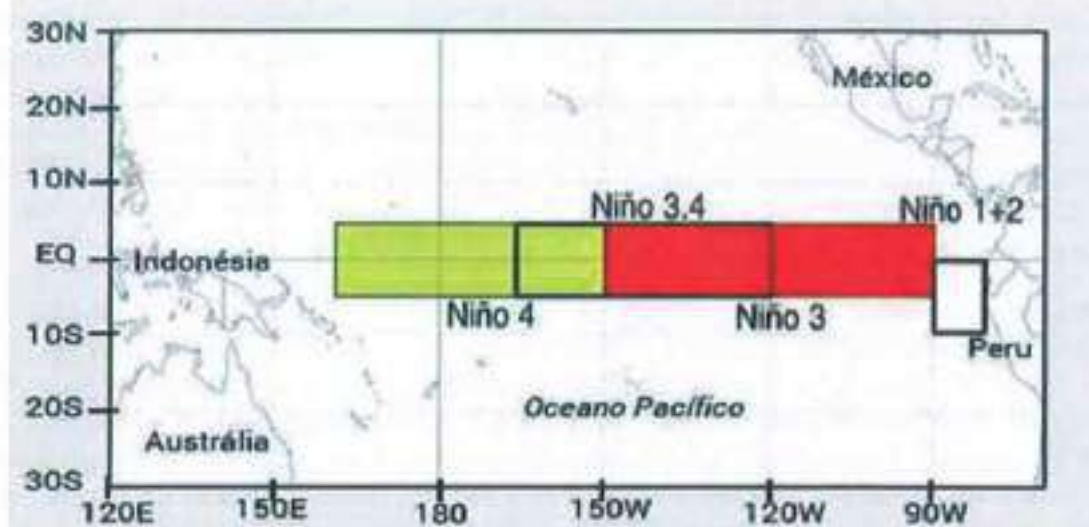 30N
México
20N
10N
Niño 3.4
Niño 1+2
EQ
Indonésia
Niño 4
Niño 3
10S
Peru
20S
Oceano Pacífico
Austrália
30S
120E
150E
180
150W
120W
90W